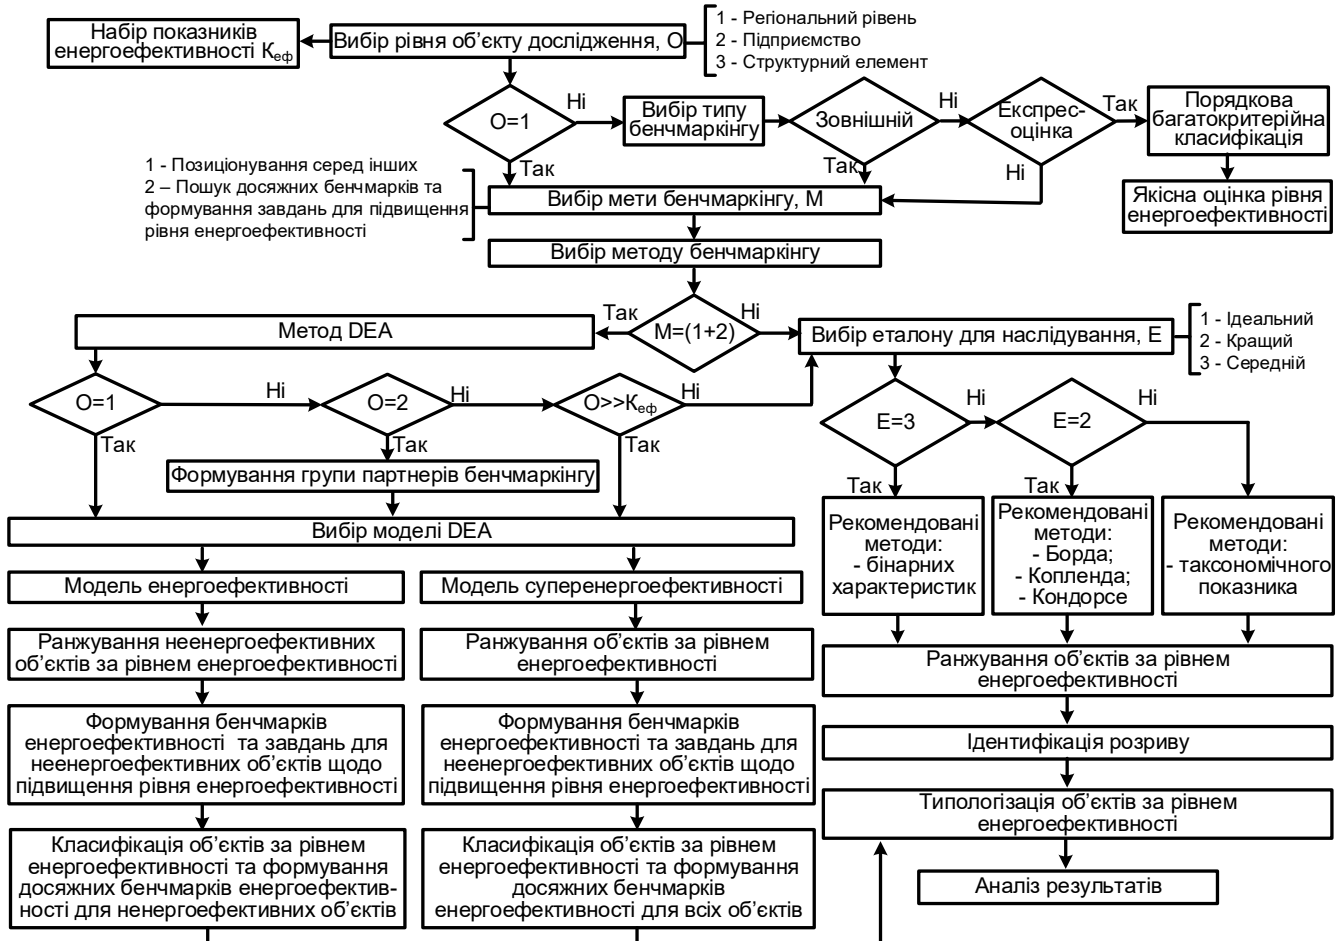 Набір показників
енергоефективності Кеф
Вибір рівня об’єкту дослідження, О
1 - Регіональний рівень
2 - Підприємство
3 - Структурний елемент
О=1
Ні
Так
Вибір типу
бенчмаркінгу
Зовнішній
Ні
Так
Експрес-
оцінка
Так
Ні
Порядкова
багатокритерійна
класифікація
Якісна оцінка рівня
енергоефективності
1 - Позиціонування серед інших
2 – Пошук досяжних бенчмарків та
формування завдань для підвищення
рівня енергоефективності
Вибір мети бенчмаркінгу, М
Вибір методу бенчмаркінгу
М=(1+2)
Так
Ні
Метод DEA
Вибір еталону для наслідування, Е
1 - Ідеальний
2 - Кращий
3 - Середній
О=1
Ні
Так
О=2
Ні
Так
О>>Кеф
Ні
Так
Е=3
Ні
Так
Е=2
Ні
Так
Формування групи партнерів бенчмаркінгу
Вибір моделі DEA
Модель енергоефективності
Ранжування неенергоефективних
об’єктів за рівнем енергоефективності
Формування бенчмарків
енергоефективності та завдань для
неенергоефективних об’єктів щодо
підвищення рівня енергоефективності
Класифікація об’єктів за рівнем
енергоефективності та формування
досяжних бенчмарків енергоефектив-
ності для ненергоефективних об’єктів
Модель суперенергоефективності
Ранжування об’єктів за рівнем
енергоефективності
Формування бенчмарків
енергоефективності та завдань для
неенергоефективних об’єктів щодо
підвищення рівня енергоефективності
Класифікація об’єктів за рівнем
енергоефективності та формування
досяжних бенчмарків
енергоефективності для всіх об’єктів
Рекомендовані
методи:
- бінарних
характеристик
Рекомендовані
методи:
- Борда;
- Копленда;
- Кондорсе
Рекомендовані
методи:
- таксономічного
показника
Ранжування об’єктів за рівнем
енергоефективності
Ідентифікація розриву
Типологізація об’єктів за рівнем
енергоефективності
Аналіз результатів